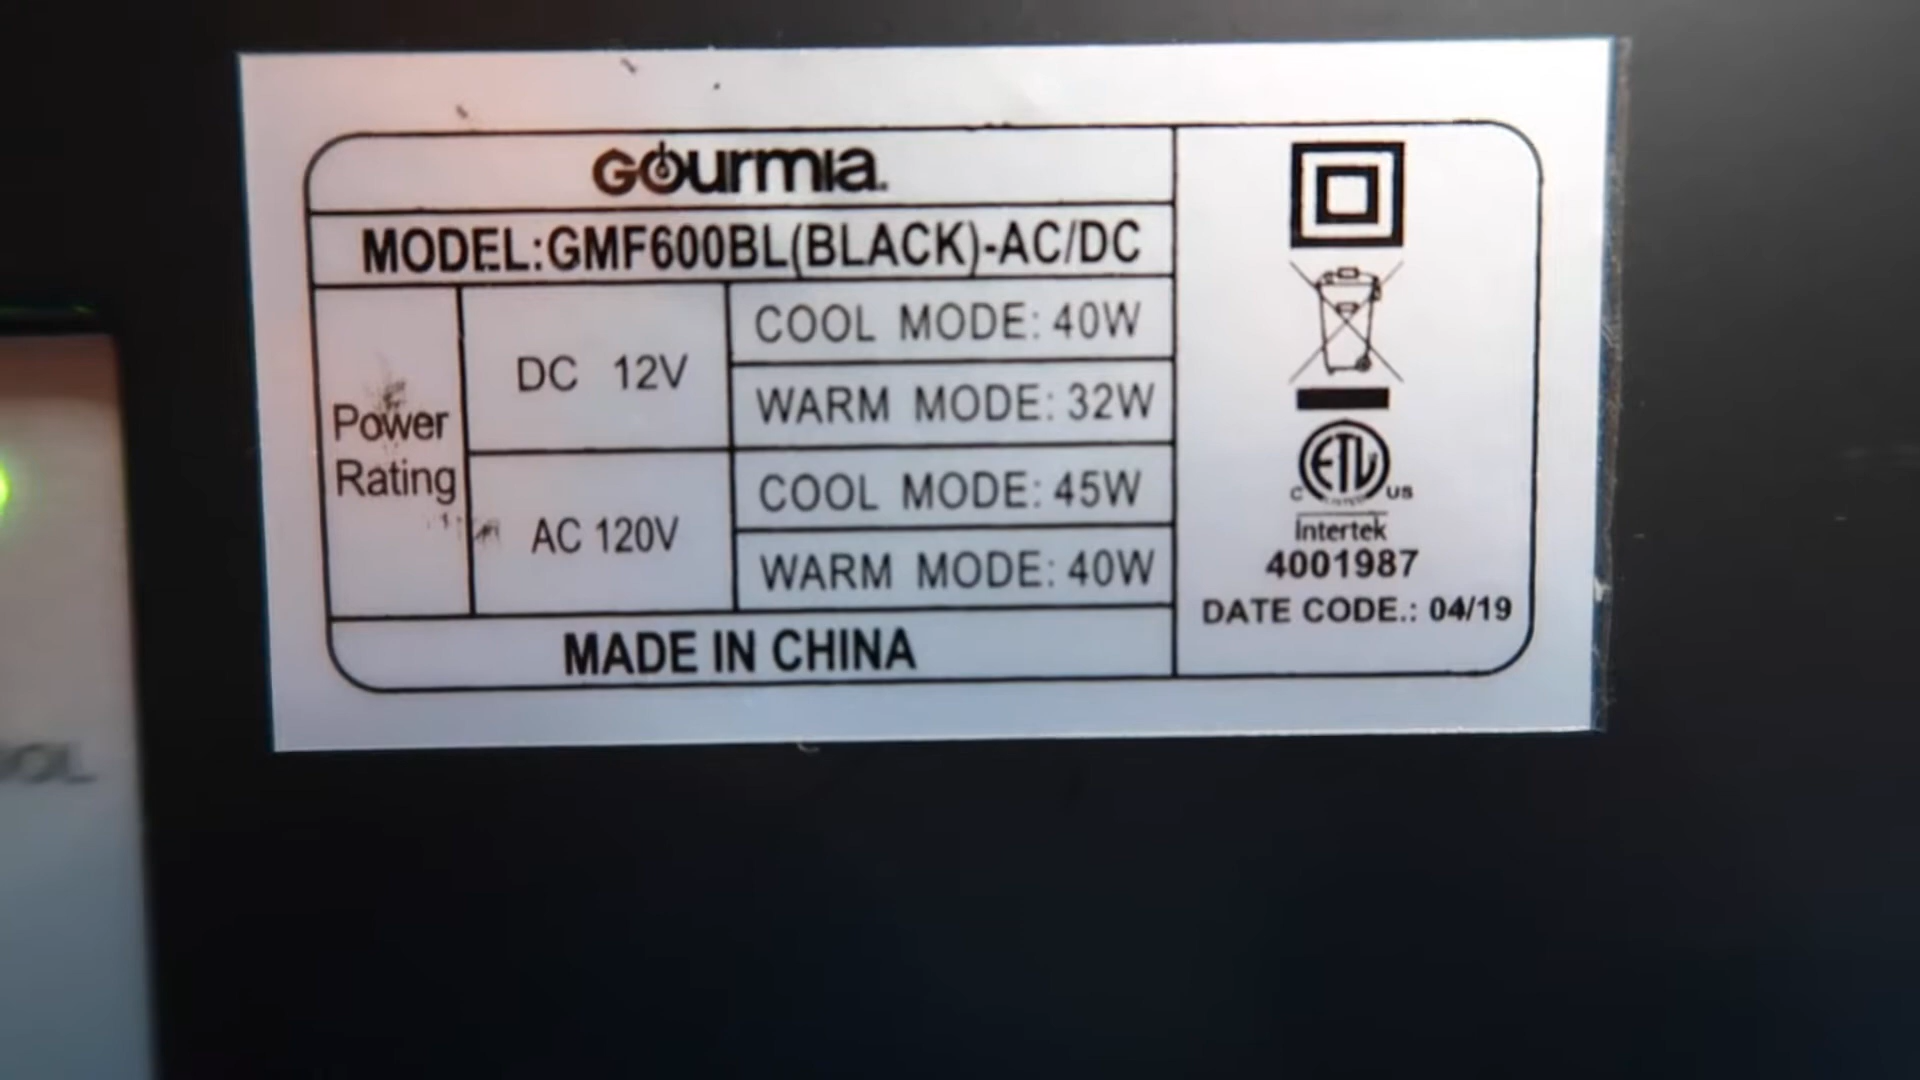 Gourmia
MODEL:GMF600BL(BLACK)-AC/DC
Power
Rating
DC 12V
COOL MODE: 40W
WARM MODE: 32W
AC 120V
COOL MODE: 45W
WARM MODE: 40W
MADE IN CHINA
ETL
C US
Intertek
4001987
DATE CODE.: 04/19